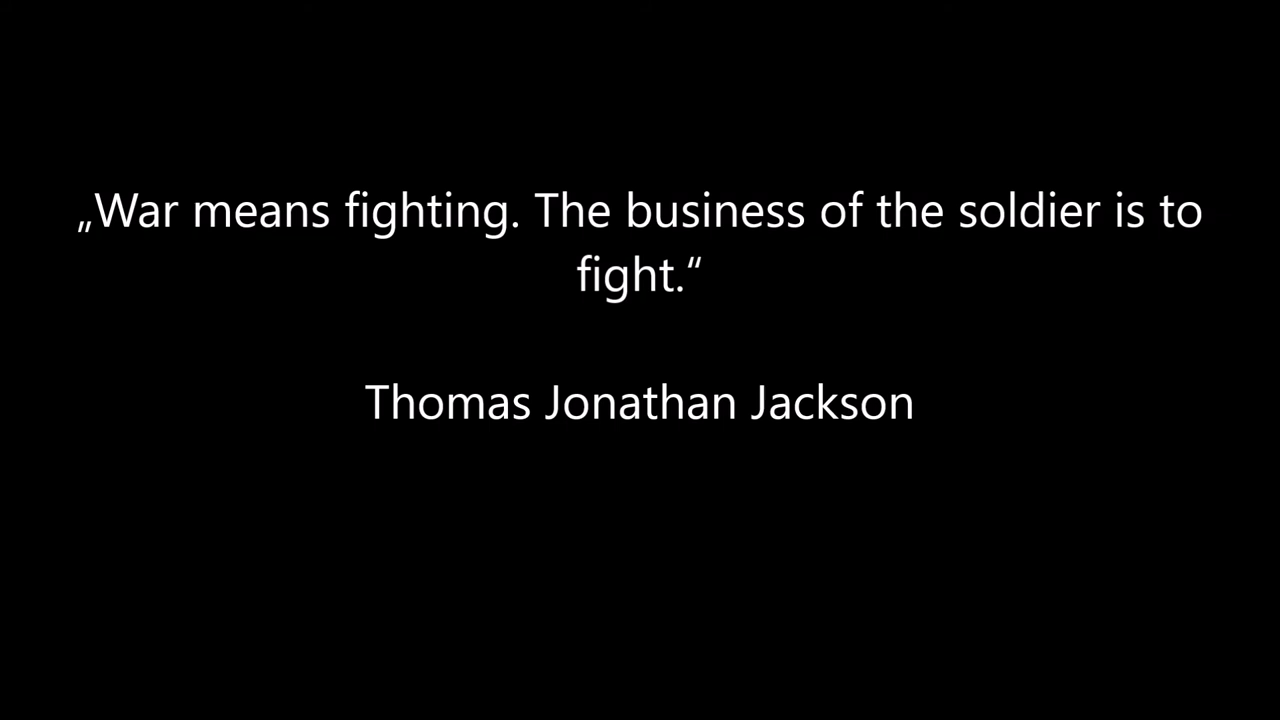 „War means fighting. The business of the soldier is to
fight.“
Thomas Jonathan Jackson